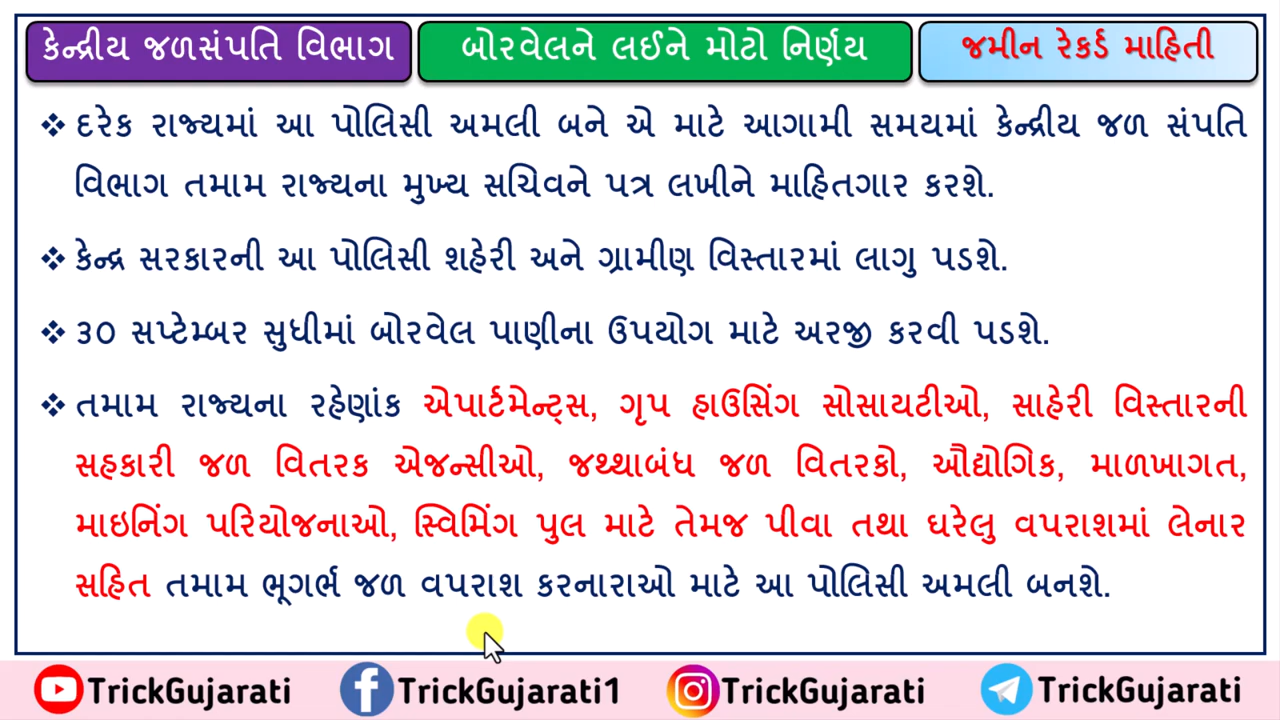 કેન્દ્રીય જળસંપતિ વિભાગ
બોરવેલને લઈને મોટો નિર્ણય
જમીન રેકર્ડ માહિતી
❖ દરેક રાજ્યમાં આ પોલિસી અમલી બને એ માટે આગામી સમયમાં કેન્દ્રીય જળ સંપતિ
વિભાગ તમામ રાજ્યના મુખ્ય સચિવને પત્ર લખીને માહિતગાર કરશે.
❖ કેન્દ્ર સરકારની આ પોલિસી શહેરી અને ગ્રામીણ વિસ્તારમાં લાગુ પડશે.
❖ ૩૦ સપ્ટેમ્બર સુધીમાં બોરવેલ પાણીના ઉપયોગ માટે અરજી કરવી પડશે.
❖ તમામ રાજ્યના રહેણાંક એપાર્ટમેન્ટ્સ, ગૃપ હાઉસિંગ સોસાયટીઓ, સાહેરી વિસ્તારની
સહકારી જળ વિતરક એજન્સીઓ, જથ્થાબંધ જળ વિતરકો, ઔદ્યોગિક, માળખાગત,
માઇનિંગ પરિયોજનાઓ, સ્વિમિંગ પુલ માટે તેમજ પીવા તથા ઘરેલુ વપરાશમાં લેનાર
સહિત તમામ ભૂગર્ભ જળ વપરાશ કરનારાઓ માટે આ પોલિસી અમલી બનશે.
TrickGujarati
TrickGujarati1
TrickGujarati
TrickGujarati